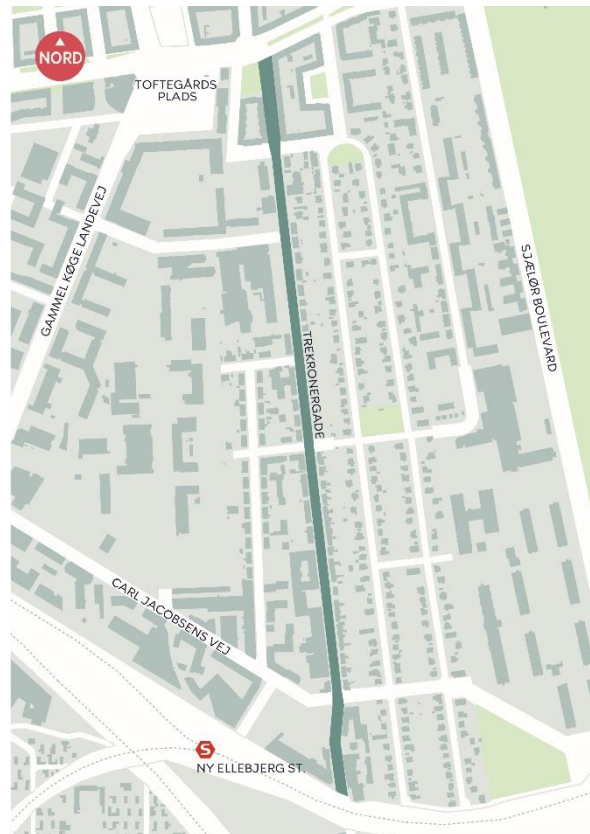 NORD
TOFTEGÅRDS
PLADS
GAMMEL KØGE LANDEVEJ
SJÆLØR BOULEVARD
TREKRONERGADE
CARL JACOBSENS VEJ
S
NY ELLEBJERG ST.